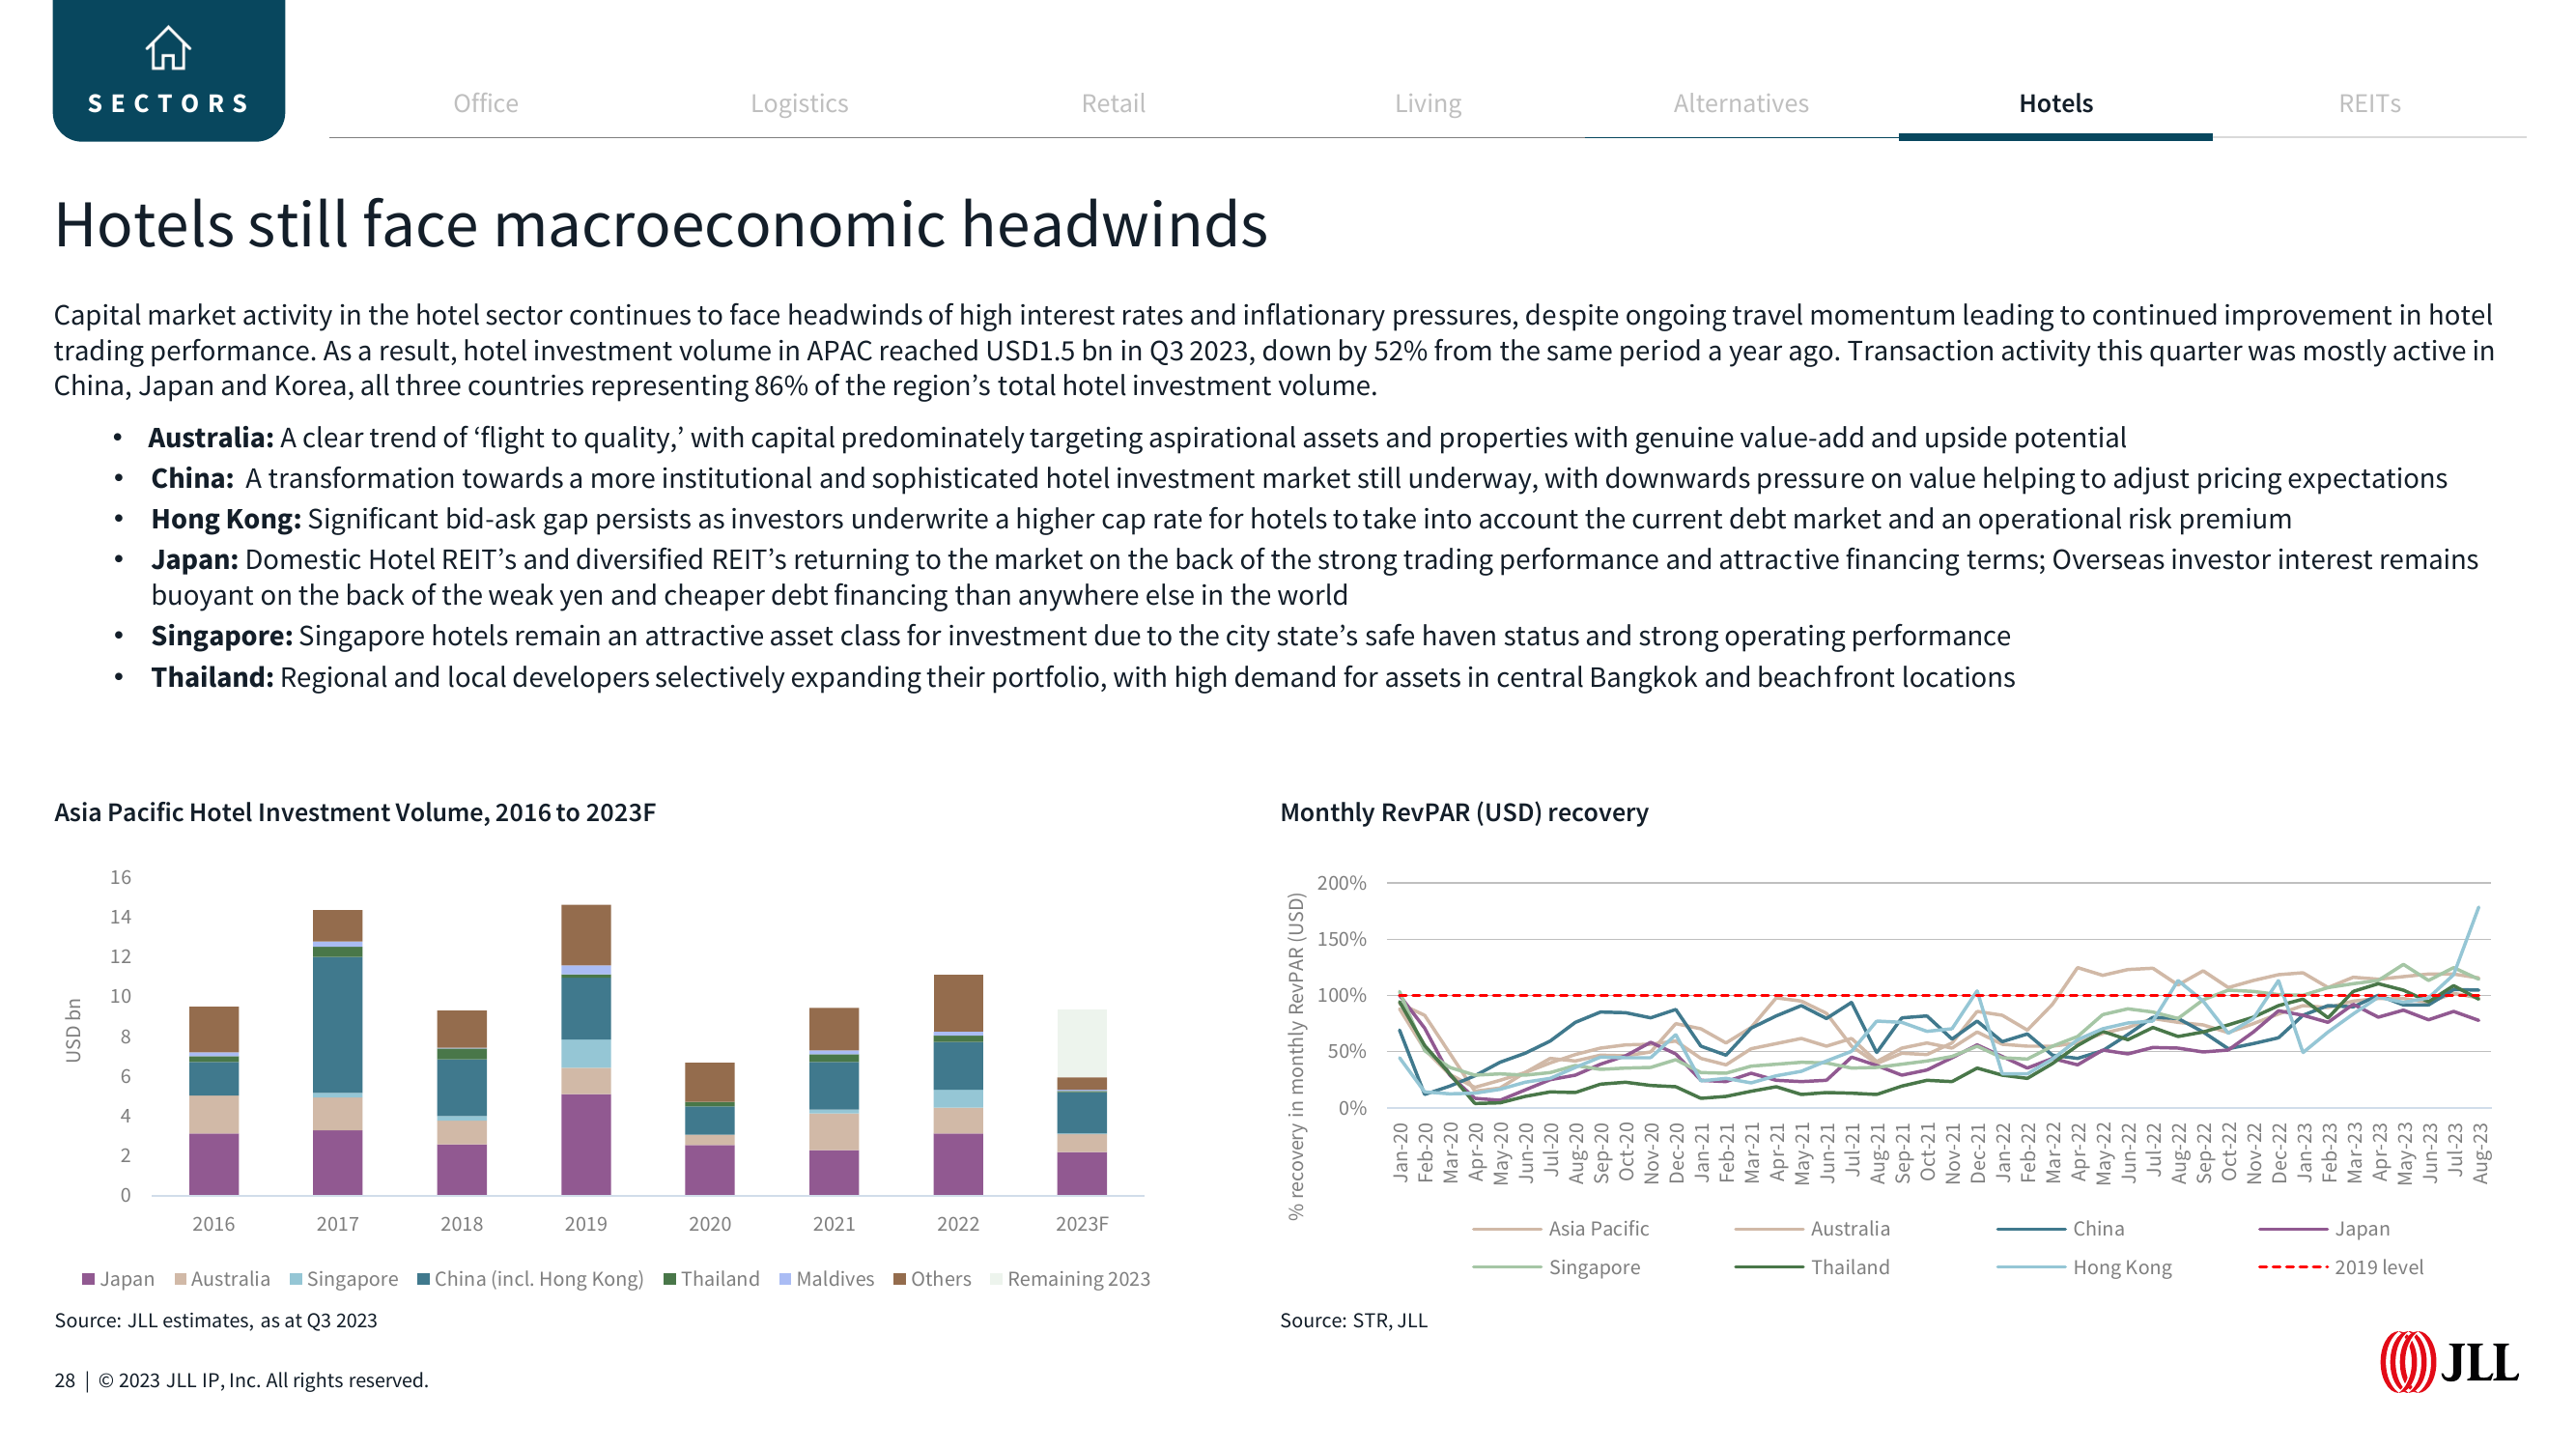 SECTORS
Office
Logistics
Retail
Living
Alternatives
Hotels
REITs
Hotels still face macroeconomic headwinds
Capital market activity in the hotel sector continues to face headwinds of high interest rates and inflationary pressures, despite ongoing travel momentum leading to continued improvement in hotel
trading performance. As a result, hotel investment volume in APAC reached USD1.5 bn in Q3 2023, down by 52% from the same period a year ago. Transaction activity this quarter was mostly active in
China, Japan and Korea, all three countries representing 86% of the region’s total hotel investment volume.
• Australia: A clear trend of ‘flight to quality,’ with capital predominately targeting aspirational assets and properties with genuine value-add and upside potential
• China: A transformation towards a more institutional and sophisticated hotel investment market still underway, with downwards pressure on value helping to adjust pricing expectations
• Hong Kong: Significant bid-ask gap persists as investors underwrite a higher cap rate for hotels to take into account the current debt market and an operational risk premium
• Japan: Domestic Hotel REIT’s and diversified REIT’s returning to the market on the back of the strong trading performance and attractive financing terms; Overseas investor interest remains
buoyant on the back of the weak yen and cheaper debt financing than anywhere else in the world
• Singapore: Singapore hotels remain an attractive asset class for investment due to the city state’s safe haven status and strong operating performance
• Thailand: Regional and local developers selectively expanding their portfolio, with high demand for assets in central Bangkok and beachfront locations
Asia Pacific Hotel Investment Volume, 2016 to 2023F
USD bn
16
14
12
10
8
6
4
2
0
2016 2017 2018 2019 2020 2021 2022 2023F
Japan Australia Singapore China (incl. Hong Kong) Thailand Maldives Others Remaining 2023
Source: JLL estimates, as at Q3 2023
Monthly RevPAR (USD) recovery
% recovery in monthly RevPAR (USD)
200%
150%
100%
50%
0%
Jan-20 Feb-20 Mar-20 Apr-20 May-20 Jun-20 Jul-20 Aug-20 Sep-20 Oct-20 Nov-20 Dec-20 Jan-21 Feb-21 Mar-21 Apr-21 May-21 Jun-21 Jul-21 Aug-21 Sep-21 Oct-21 Nov-21 Dec-21 Jan-22 Feb-22 Mar-22 Apr-22 May-22 Jun-22 Jul-22 Aug-22 Sep-22 Oct-22 Nov-22 Dec-22 Jan-23 Feb-23 Mar-23 Apr-23 May-23 Jun-23 Jul-23 Aug-23
Asia Pacific Australia China Japan
Singapore Thailand Hong Kong 2019 level
Source: STR, JLL
28 | © 2023 JLL IP, Inc. All rights reserved.
JLL